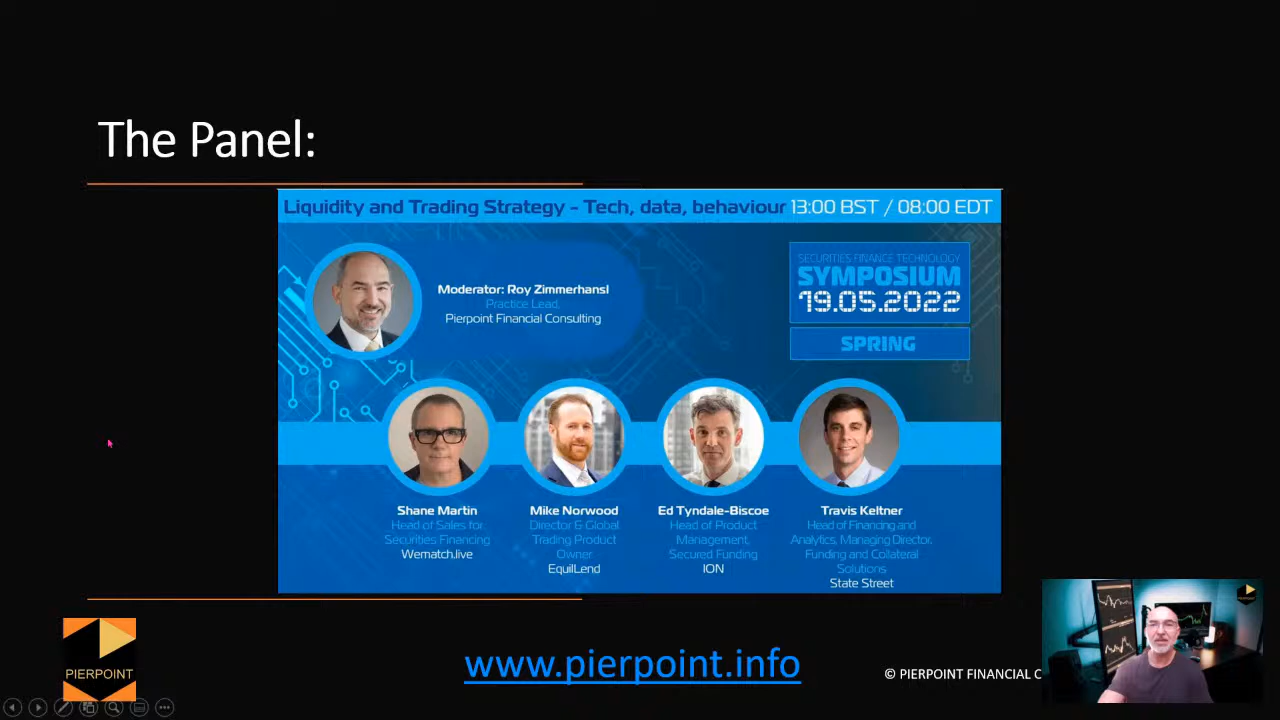 The Panel:
Liquidity and Trading Strategy - Tech, data, behaviour 13:00 BST / 08:00 EDT
Moderator: Roy Zimmerhansl
Practice Lead,
Pierpoint Financial Consulting
SECURITIES FINANCE TECHNOLOGY
SYMPOSIUM
19.05.2022
SPRING
Shane Martin
Head of Sales for
Securities Financing
Wematch.live
Mike Norwood
Director & Global
Trading Product
Owner
EquiLend
Ed Tyndale-Biscoe
Head of Product
Management,
Secured Funding
ION
Travis Keltner
Head of Financing and
Analytics, Managing Director,
Funding and Collateral
Solutions
State Street
PIERPOINT
www.pierpoint.info
© PIERPOINT FINANCIAL C